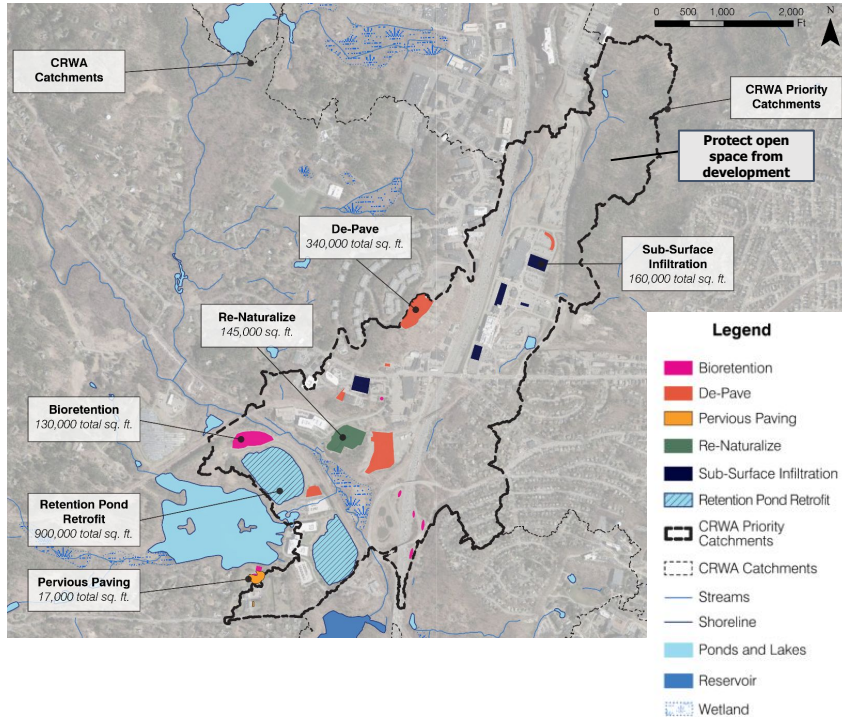 0 500 1,000 2,000
Ft
N
CRWA
Catchments
CRWA Priority
Catchments
Protect open
space from
development
De-Pave
340,000 total sq. ft.
Sub-Surface
Infiltration
160,000 total sq. ft.
Re-Naturalize
145,000 sq. ft.
Bioretention
130,000 total sq. ft.
Retention Pond
Retrofit
900,000 total sq. ft.
Pervious Paving
17,000 total sq. ft.
Legend
Bioretention
De-Pave
Pervious Paving
Re-Naturalize
Sub-Surface Infiltration
Retention Pond Retrofit
CRWA Priority
Catchments
CRWA Catchments
Streams
Shoreline
Ponds and Lakes
Reservoir
Wetland